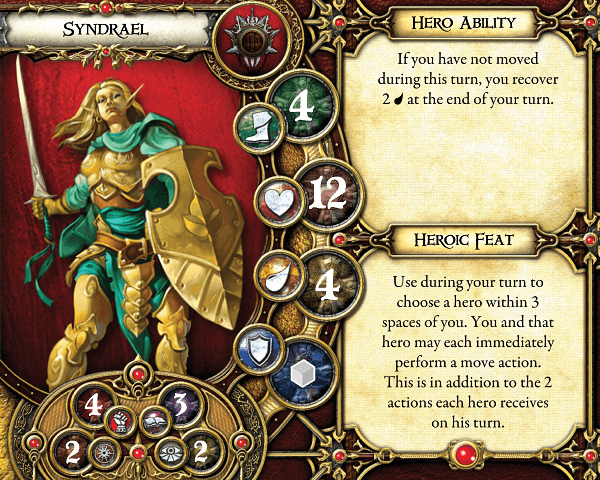 Syndrael
4
12
4
4
3
2
2
Hero Ability
If you have not moved
during this turn, you recover
2 at the end of your turn.
Heroic Feat
Use during your turn to
choose a hero within 3
spaces of you. You and that
hero may each immediately
perform a move action.
This is in addition to the 2
actions each hero receives
on his turn.